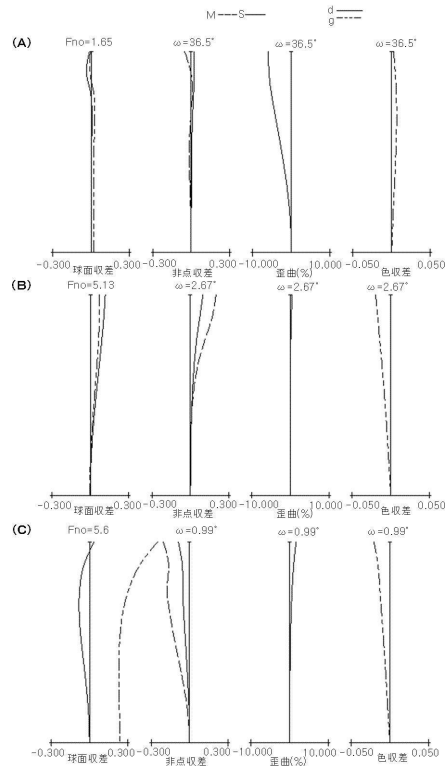 M S d
g
(A) Fno=1.65 ω=36.5° ω=36.5° ω=36.5°
-0.300 0.300 -0.300 0.300 -10.000 10.000 -0.050 0.050
球面収差 非点収差 歪曲(%) 色収差
(B) Fno=5.13 ω=2.67° ω=2.67° ω=2.67°
-0.300 0.300 -0.300 0.300 -10.000 10.000 -0.050 0.050
球面収差 非点収差 歪曲(%) 色収差
(C) Fno=5.6 ω=0.99° ω=0.99° ω=0.99°
-0.300 0.300 -0.300 0.300 -10.000 10.000 -0.050 0.050
球面収差 非点収差 歪曲(%) 色収差